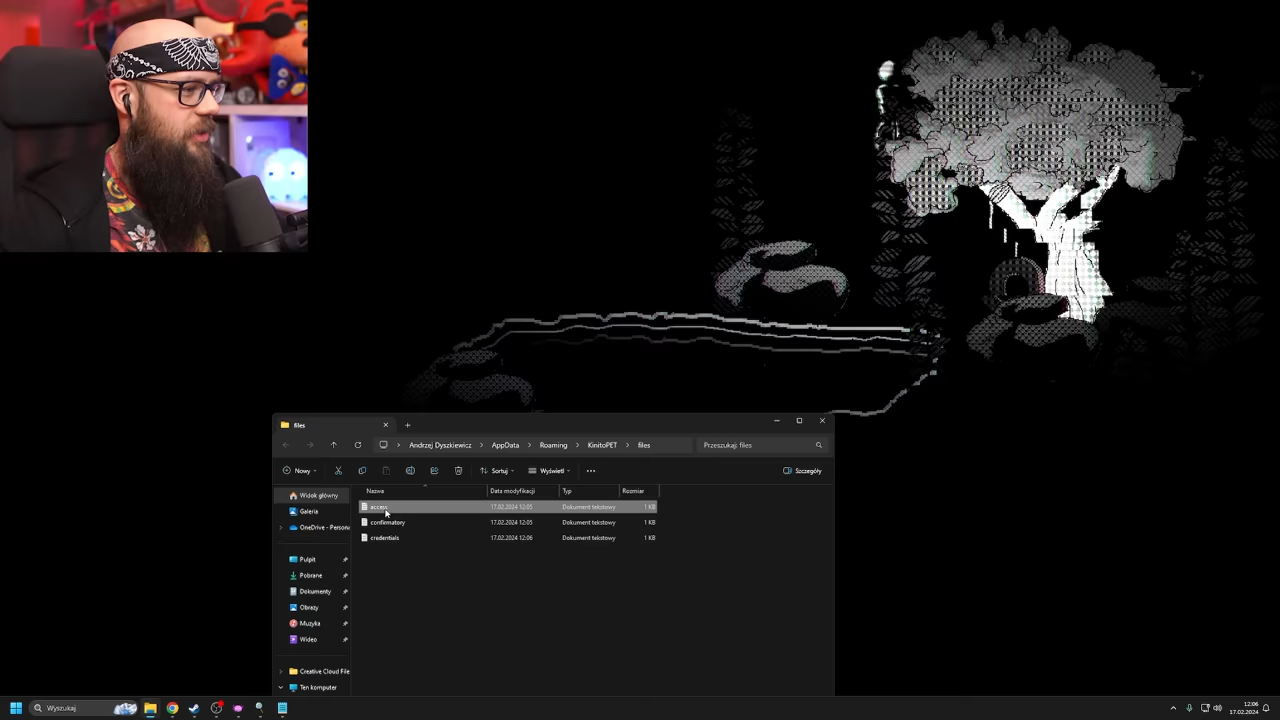 files
Andrzej Dyszkiewicz > AppData > Roaming > KinitoPET > files
Przeszukaj: files
Nowy
Sortuj
Wyświetl
Szczegóły
Nazwa Data modyfikacji Typ Rozmiar
access 17.02.2024 12:05 Dokument tekstowy 1 KB
confirmatory 17.02.2024 12:05 Dokument tekstowy 1 KB
credentials 17.02.2024 12:06 Dokument tekstowy 1 KB
Widok główny
Galeria
OneDrive - Persona
Pulpit
Pobrane
Dokumenty
Obrazy
Muzyka
Wideo
Creative Cloud File
Ten komputer
Wyszukaj
12:06
17.02.2024